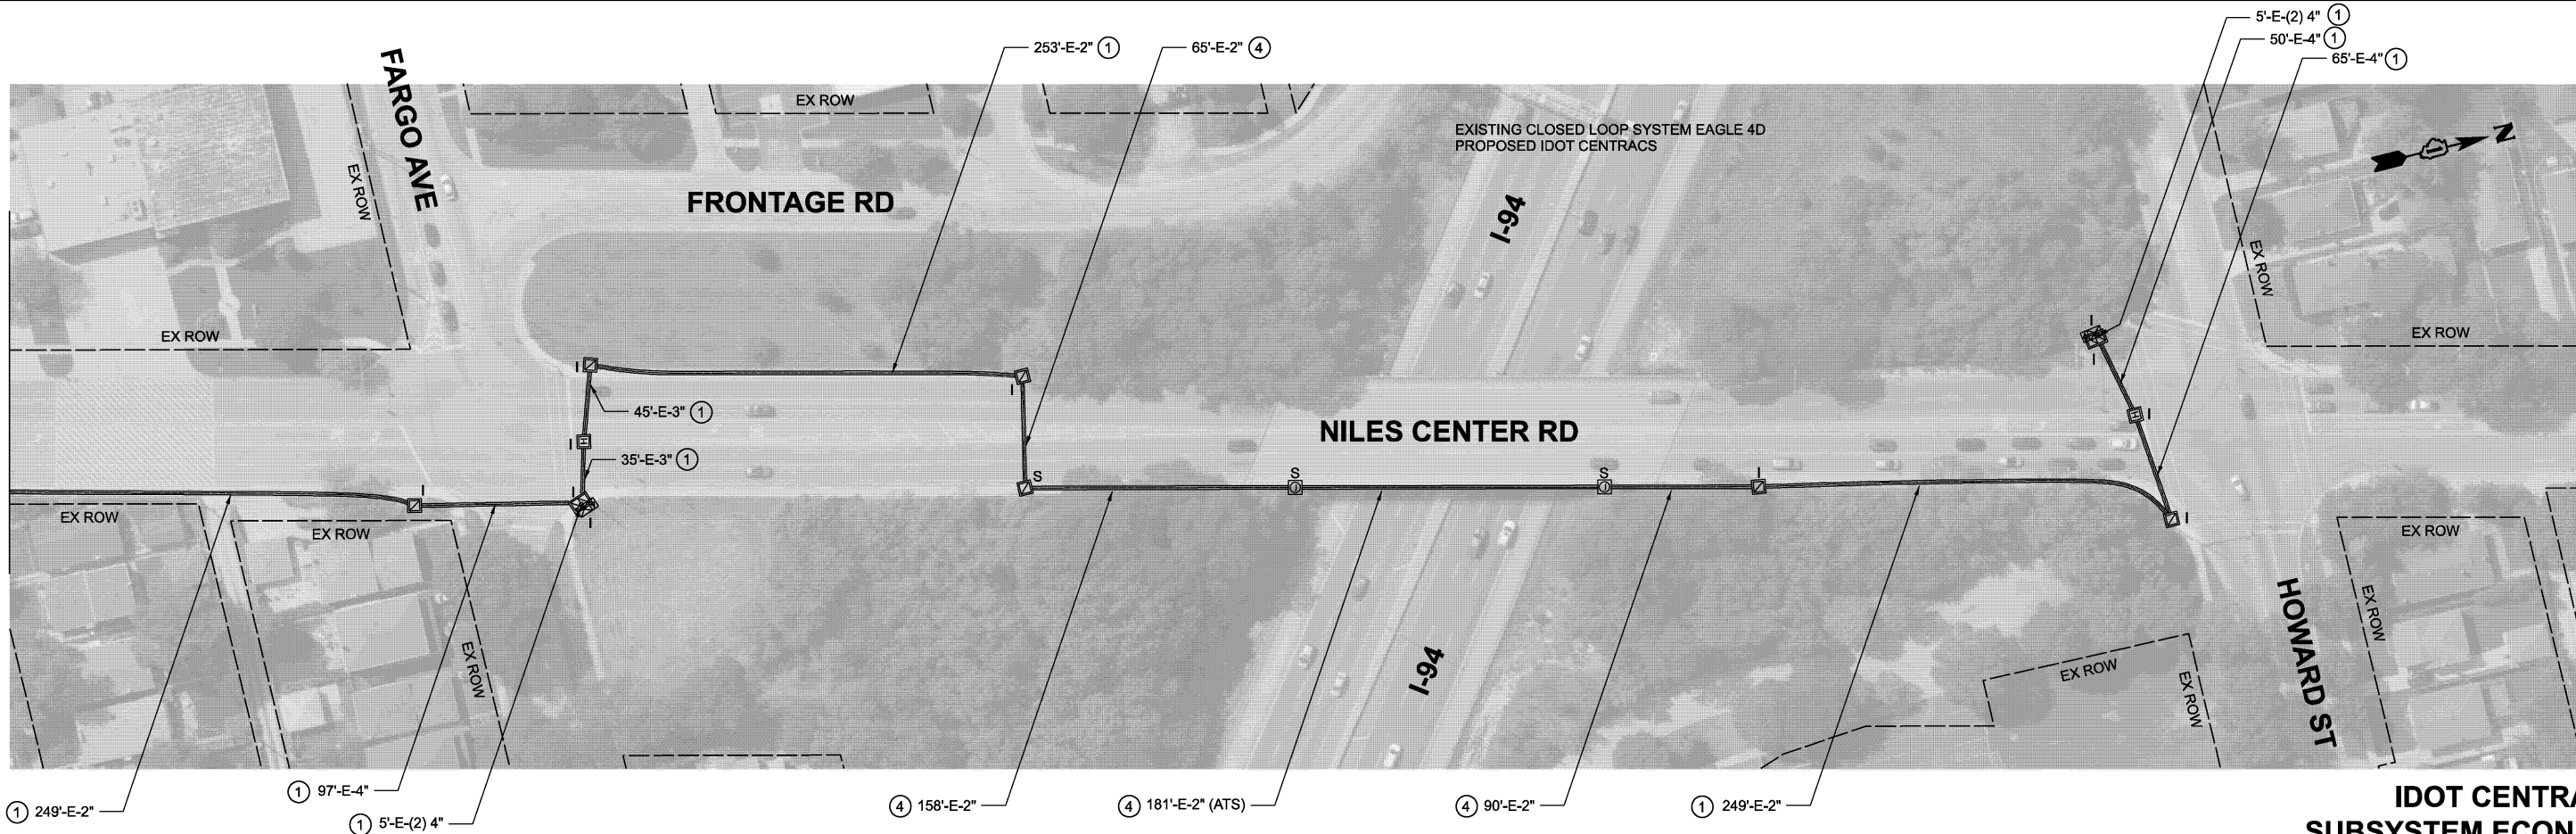 5'-E-(2) 4" 1
50'-E-4" 1
65'-E-4" 1
253'-E-2" 1
65'-E-2" 4
FARGO AVE
EX ROW
EX ROW
EXISTING CLOSED LOOP SYSTEM EAGLE 4D
PROPOSED IDOT CENTRACS
N
FRONTAGE RD
I-94
EX ROW
EX ROW
EX ROW
I
I
I
I
45'-E-3" 1
I
H
H
I
NILES CENTER RD
35'-E-3" 1
S
S
S
I
I
I
I
J
J
I
EX ROW
EX ROW
EX ROW
HOWARD ST
EX ROW
EX ROW
I-94
EX ROW
EX ROW
1 97'-E-4"
1 249'-E-2"
1 5'-E-(2) 4"
4 158'-E-2"
4 181'-E-2" (ATS)
4 90'-E-2"
1 249'-E-2"
IDOT CENTRA
SUBSYSTEM ECON